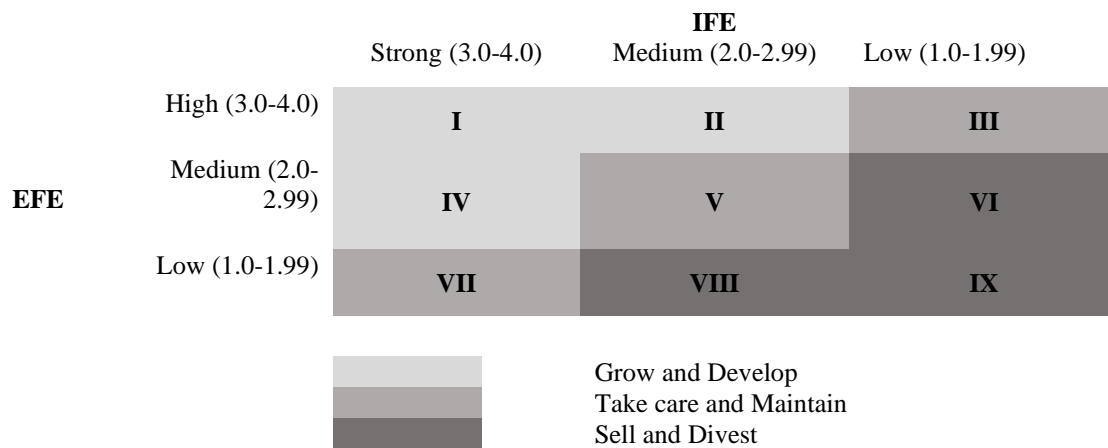 IFE
Strong (3.0-4.0) Medium (2.0-2.99) Low (1.0-1.99)
High (3.0-4.0) I II III
Medium (2.0-
EFE 2.99) IV V VI
Low (1.0-1.99) VII VIII IX
Grow and Develop
Take care and Maintain
Sell and Divest